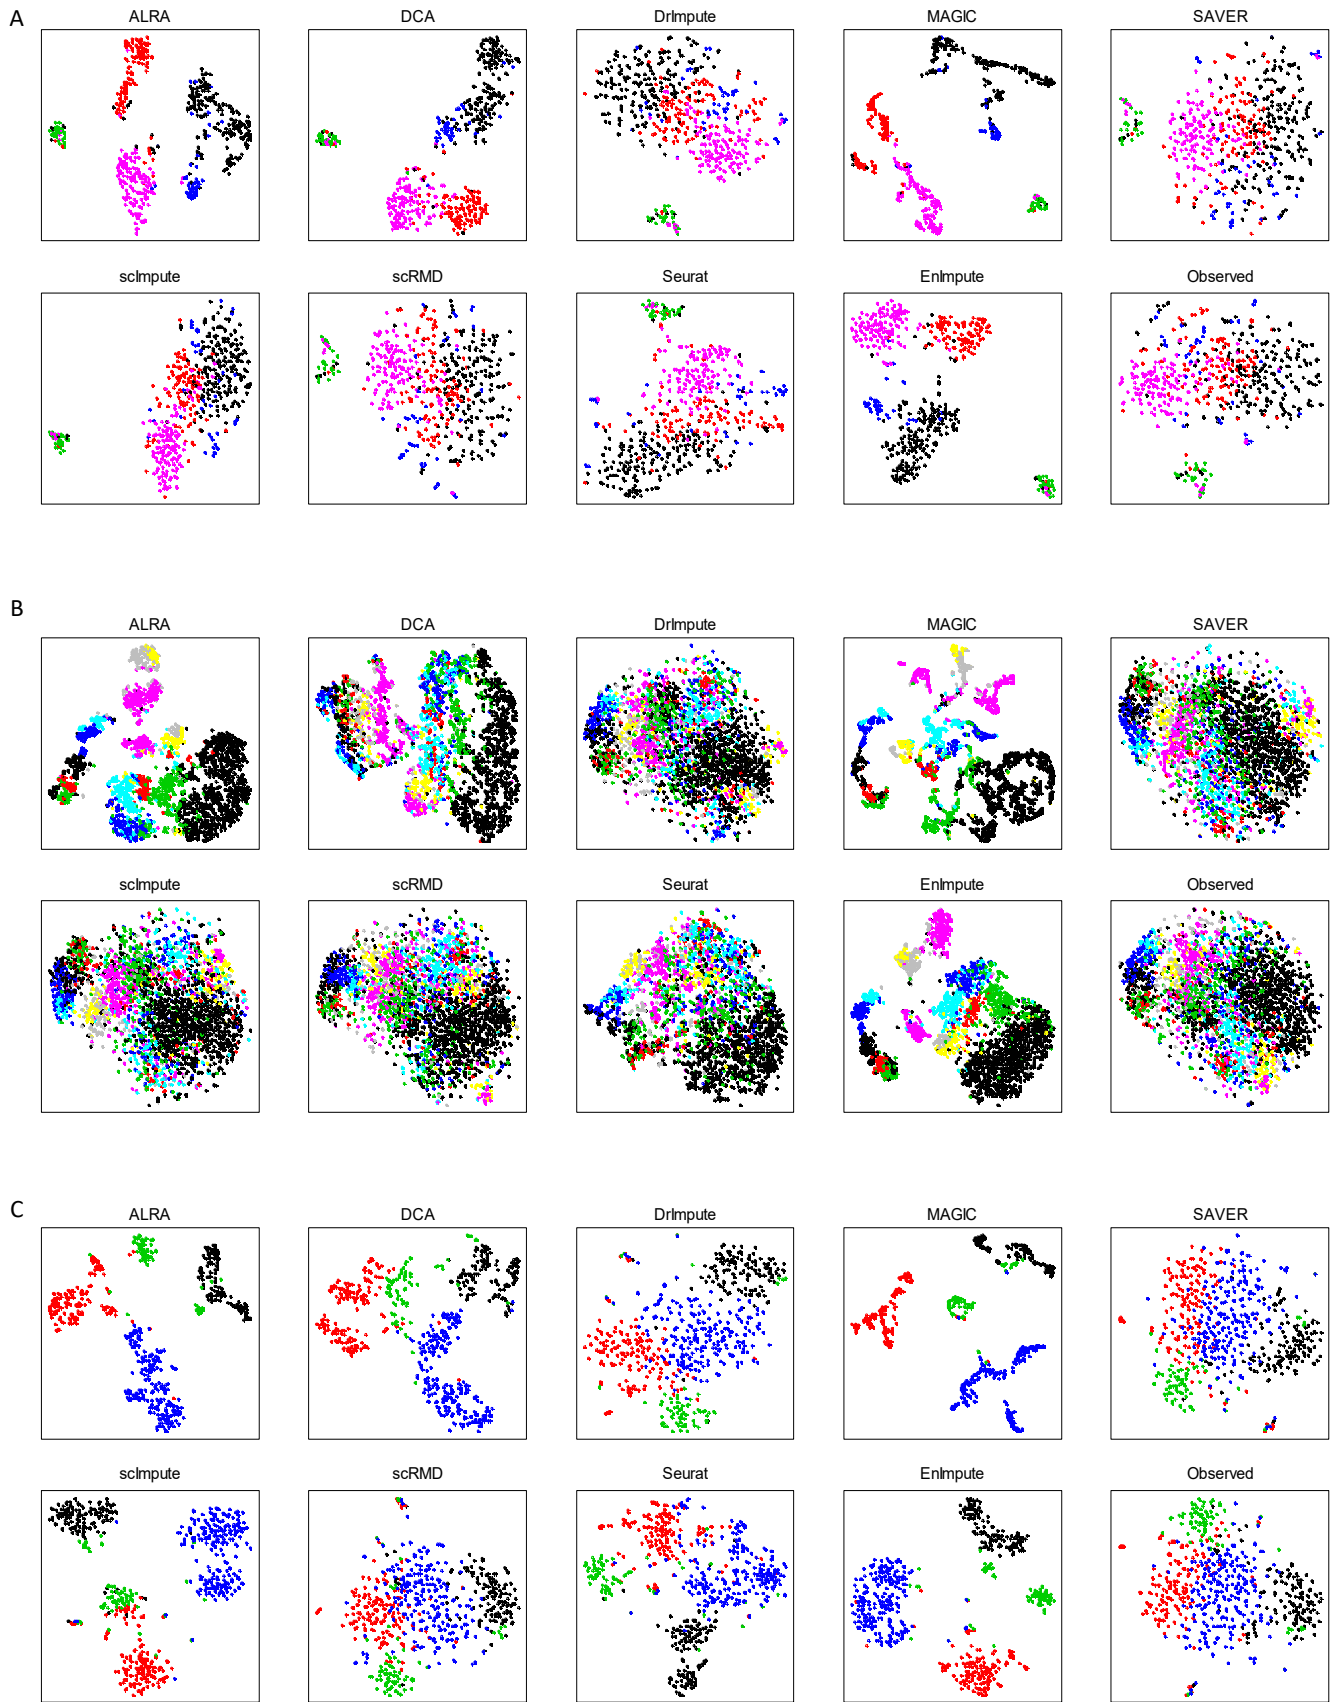 A
ALRA DCA DrImpute MAGIC SAVER
scImpute scRMD Seurat EnImpute Observed
B
ALRA DCA DrImpute MAGIC SAVER
scImpute scRMD Seurat EnImpute Observed
C
ALRA DCA DrImpute MAGIC SAVER
scImpute scRMD Seurat EnImpute Observed